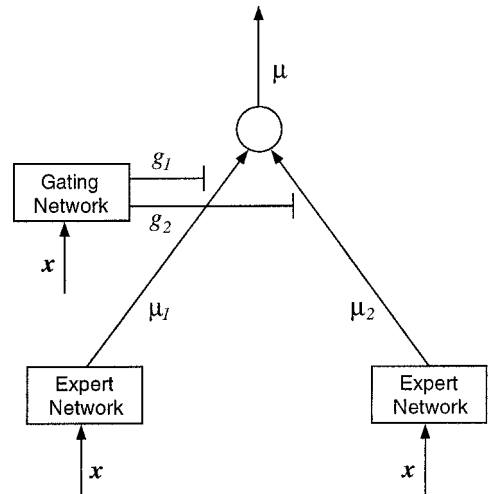 μ
g₁
Gating
Network
g₂
x
μ₁
μ₂
Expert
Network
Expert
Network
x
x